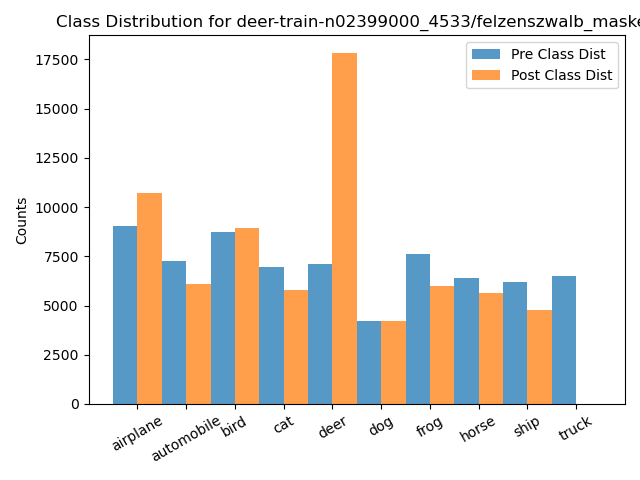 Class Distribution for deer-train-n02399000_4533/felzenszwalb_maske
Pre Class Dist
Post Class Dist
17500
15000
12500
10000
7500
5000
2500
0
Counts
airplane
automobile
bird
cat
deer
dog
frog
horse
ship
truck